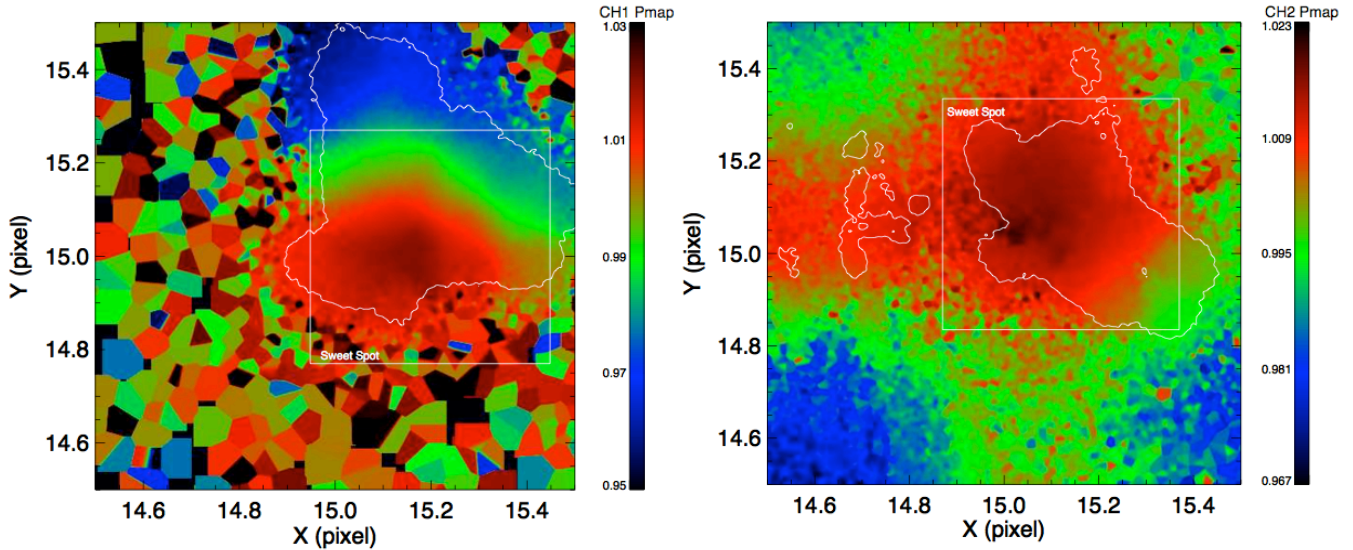 CH1 Pmap
1.03
1.01
0.99
0.97
0.95
15.4
15.2
15.0
14.8
14.6
Y (pixel)
Sweet Spot
14.6 14.8 15.0 15.2 15.4
X (pixel)
CH2 Pmap
1.023
1.009
0.995
0.981
0.967
15.4
15.2
15.0
14.8
14.6
Y (pixel)
Sweet Spot
14.6 14.8 15.0 15.2 15.4
X (pixel)